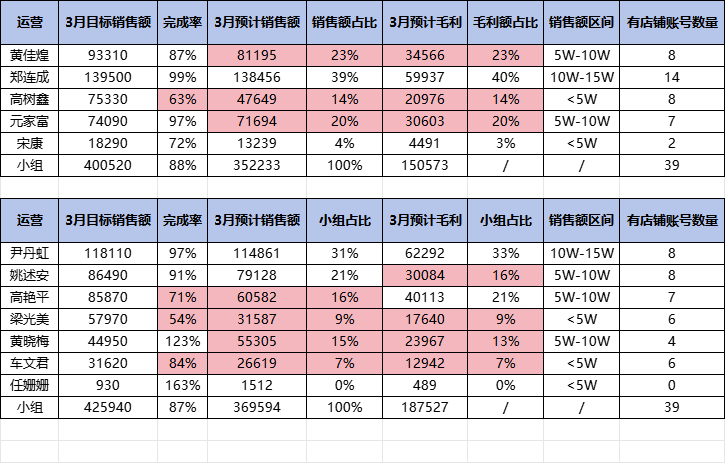 运营 3月目标销售额 完成率 3月预计销售额 销售额占比 3月预计毛利 毛利额占比 销售额区间 有店铺账号数量
黄佳煌 93310 87% 81195 23% 34566 23% 5W-10W 8
郑连成 139500 99% 138456 39% 59937 40% 10W-15W 14
高树鑫 75330 63% 47649 14% 20976 14% <5W 8
元家富 74090 97% 71694 20% 30603 20% 5W-10W 7
宋康 18290 72% 13239 4% 4491 3% <5W 2
小组 400520 88% 352233 100% 150573 / / 39
运营 3月目标销售额 完成率 3月预计销售额 小组占比 3月预计毛利 小组占比 销售额区间 有店铺账号数量
尹丹虹 118110 97% 114861 31% 62292 33% 10W-15W 8
姚述安 86490 91% 79128 21% 30084 16% 5W-10W 8
高艳平 85870 71% 60582 16% 40113 21% 5W-10W 7
梁光美 57970 54% 31587 9% 17640 9% <5W 6
黄晓梅 44950 123% 55305 15% 23967 13% 5W-10W 4
车文君 31620 84% 26619 7% 12942 7% <5W 6
任姗姗 930 163% 1512 0% 489 0% <5W 0
小组 425940 87% 369594 100% 187527 / / 39